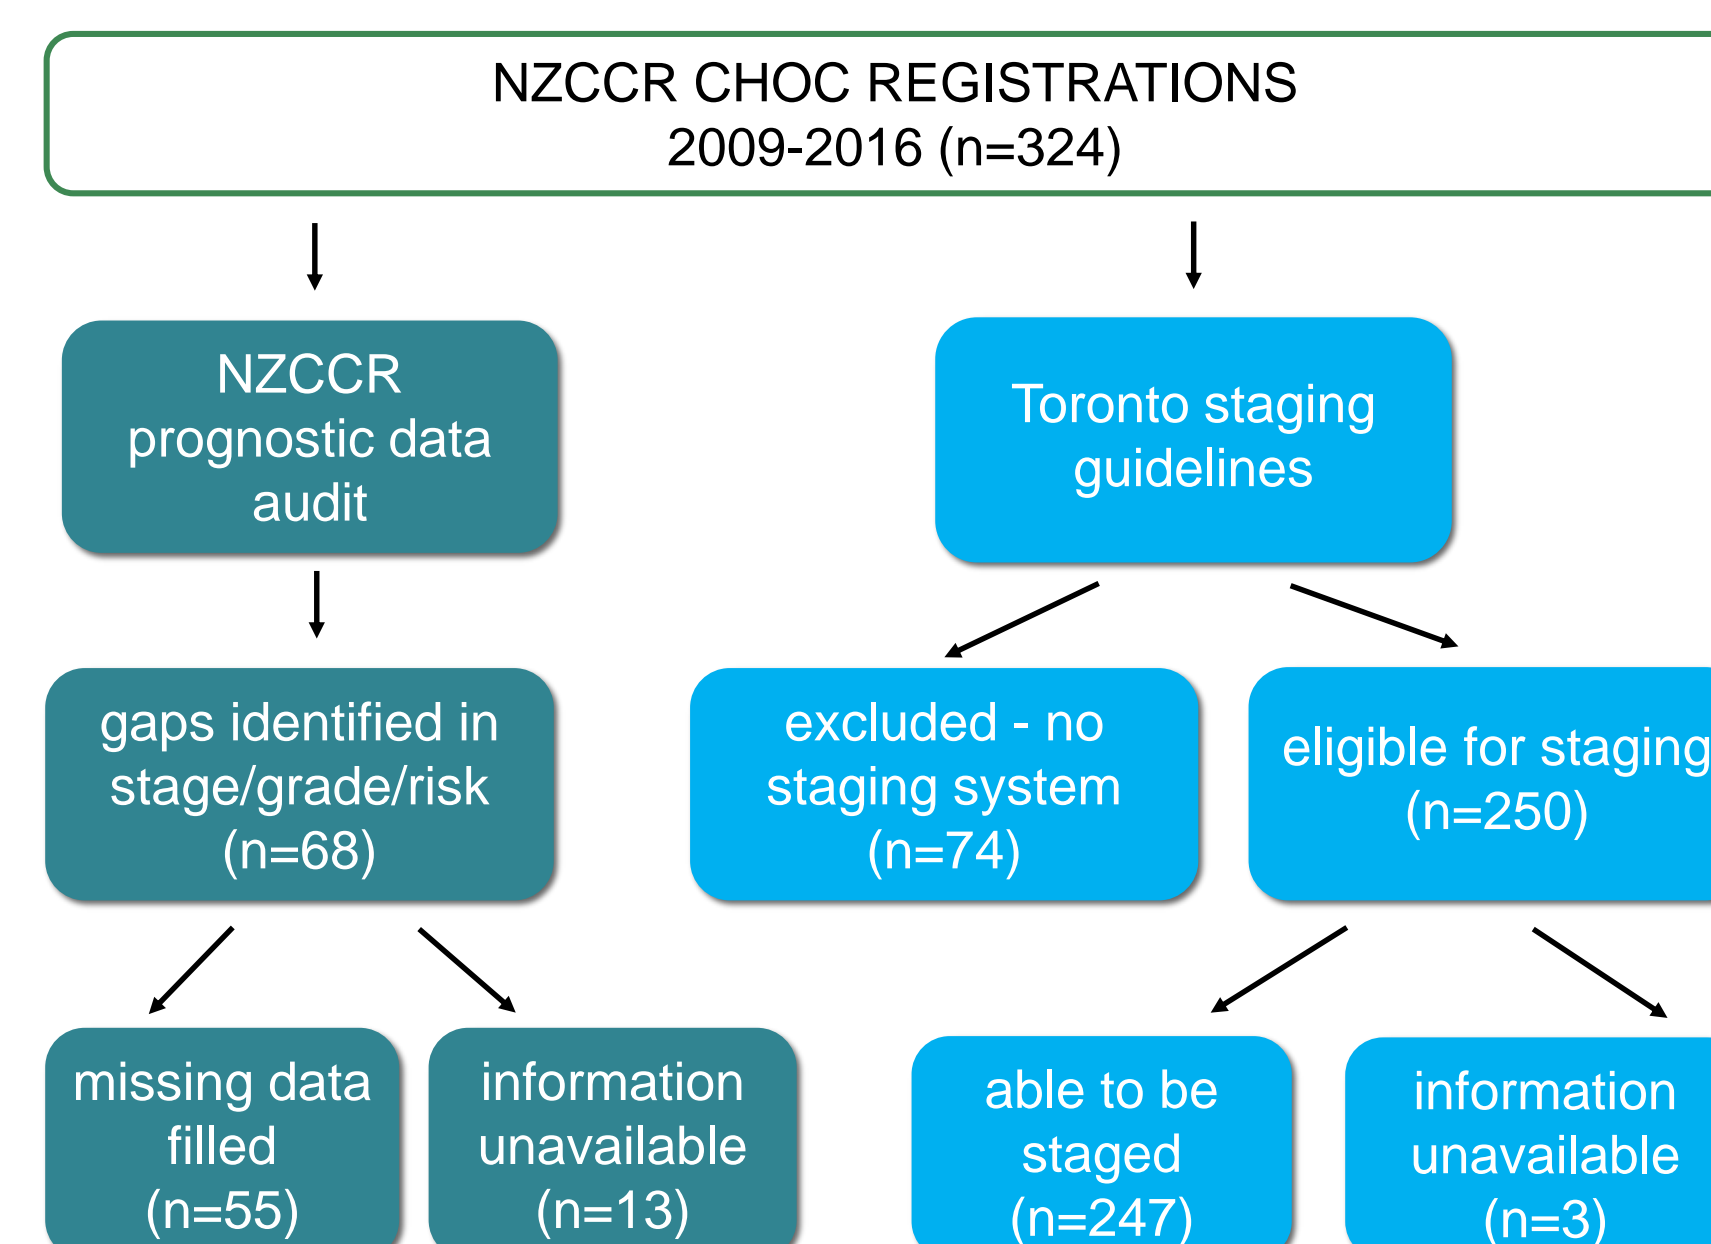 NZCCR CHOC REGISTRATIONS
2009-2016 (n=324)
NZCCR
prognostic data
audit
Toronto staging
guidelines
gaps identified in
stage/grade/risk
(n=68)
excluded - no
staging system
(n=74)
eligible for staging
(n=250)
missing data
filled
(n=55)
information
unavailable
(n=13)
able to be
staged
(n=247)
information
unavailable
(n=3)